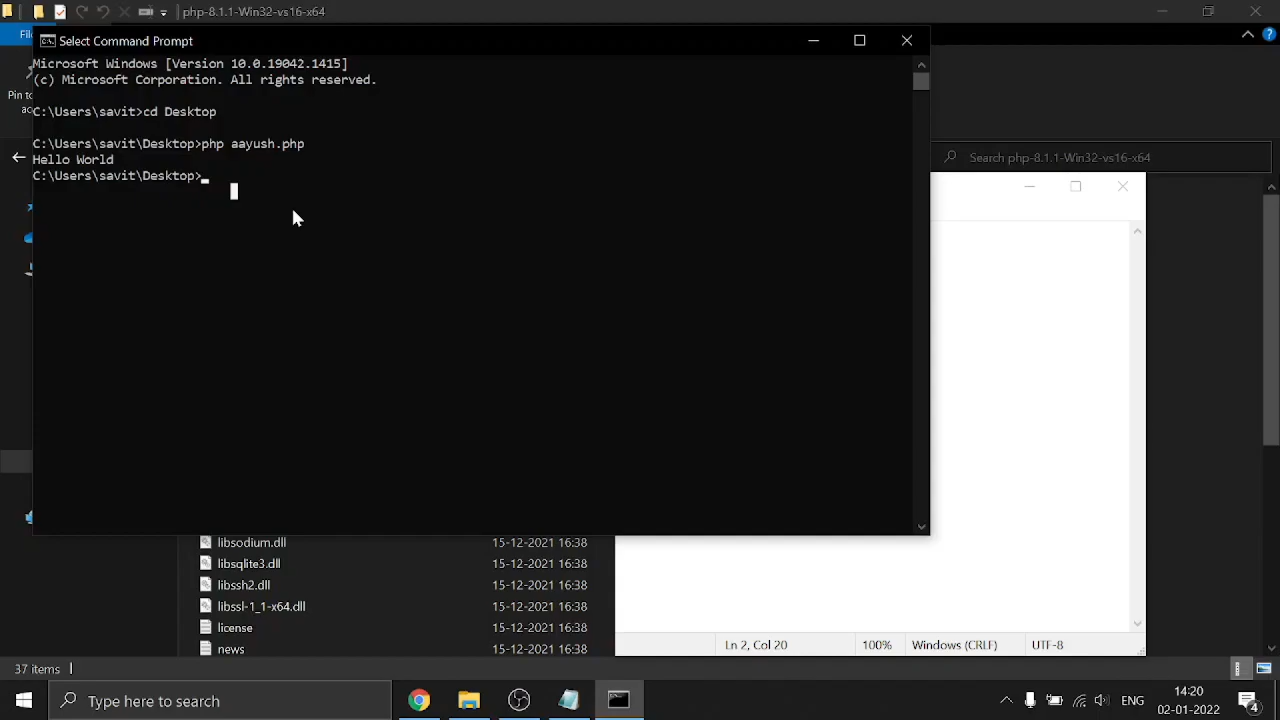 php-8.1.1-Win32-vs16-x64
Select Command Prompt
Microsoft Windows [Version 10.0.19042.1415]
(c) Microsoft Corporation. All rights reserved.
C:\Users\savit>cd Desktop
C:\Users\savit\Desktop>php aayush.php
Hello World
C:\Users\savit\Desktop>
Pin to
Search php-8.1.1-Win32-vs16-x64
libsodium.dll 15-12-2021 16:38
libsqlite3.dll 15-12-2021 16:38
libssh2.dll 15-12-2021 16:38
libssl-1_1-x64.dll 15-12-2021 16:38
license 15-12-2021 16:38
news 15-12-2021 16:38
Ln 2, Col 20 100% Windows (CRLF) UTF-8
37 items
Type here to search
ENG
14:20
02-01-2022
4